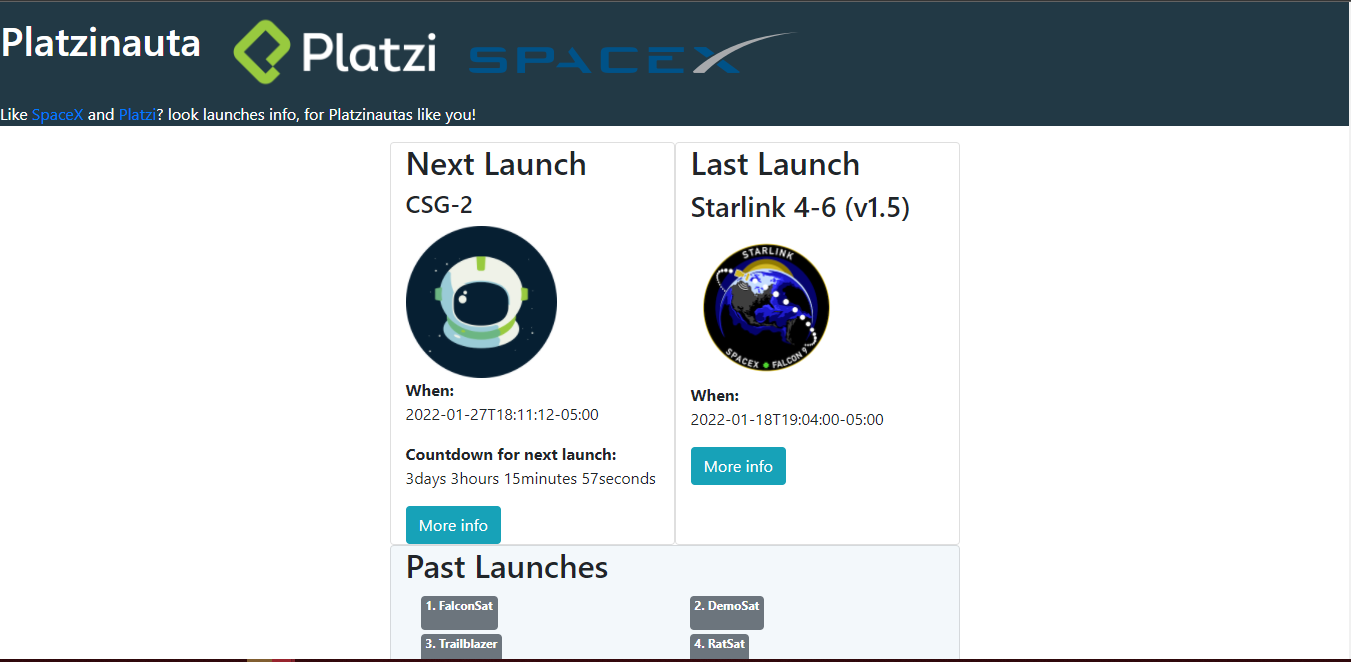 Platzinauta
Platzi
SPACEX
Like SpaceX and Platzi? look launches info, for Platzinautas like you!
Next Launch
CSG-2
When:
2022-01-27T18:11:12-05:00
Countdown for next launch:
3days 3hours 15minutes 57seconds
More info
Last Launch
Starlink 4-6 (v1.5)
STARLINK
SPACEX FALCON 9
When:
2022-01-18T19:04:00-05:00
More info
Past Launches
1. FalconSat
2. DemoSat
3. Trailblazer
4. RatSat